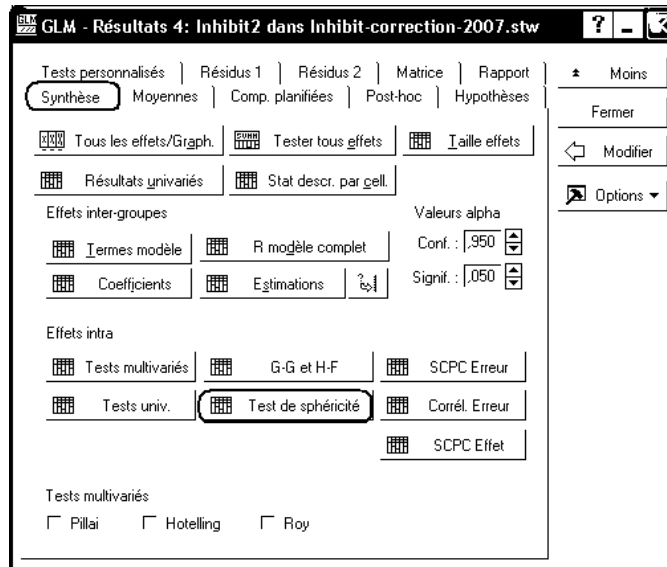 GLM - Résultats 4: Inhibit2 dans Inhibit-correction-2007.stw
Tests personnalisés Résidus 1 Résidus 2 Matrice Rapport
Synthèse Moyennes Comp. planifiées Post-hoc Hypothèses
Moins
Fermer
Modifier
Options
Tous les effets/Graph. Tester tous effets Taille effets
Résultats univariés Stat descr. par cell.
Effets inter-groupes Valeurs alpha
Termes modèle R modèle complet Conf. : ,950
Coefficients Estimations Signif. : ,050
Effets intra
Tests multivariés G-G et H-F SCPC Erreur
Tests univ. Test de sphéricité Corrél. Erreur
SCPC Effet
Tests multivariés
Pillai Hotelling Roy